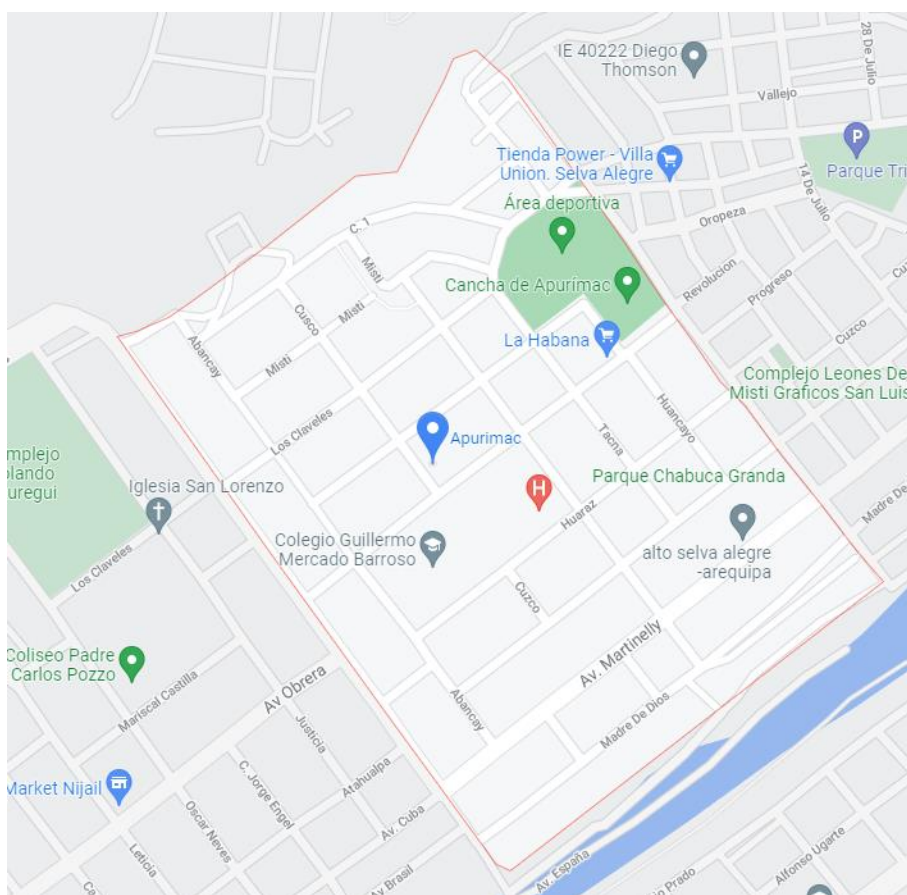 IE 40222 Diego
Thomson
28 De Julio
Vallejo
Tienda Power - Villa
Union. Selva Alegre
Parque Tri
14 De Julio
Área deportiva
Oropeza
C. 1
Misti
Cancha de Apurímac
Revolucion
Progreso
Cuzco
Cusco
Misti
Abancay
Misti
La Habana
Complejo Leones De
Misti Graficos San Luis
Huancayo
Los Claveles
Apurimac
Tacna
mplejo
olando
uregui
Iglesia San Lorenzo
Parque Chabuca Granda
Huaraz
Madre De
Colegio Guillermo
Mercado Barroso
alto selva alegre
-arequipa
Los Claveles
Cuzco
Coliseo Padre
Carlos Pozzo
Mariscal Castilla
Av Obrera
Av. Martinelly
Abancay
Madre De Dios
Justicia
Market Nijail
C. Jorge Engel
Atahualpa
Oscar Neves
Av. Cuba
Leticia
Av Brasil
Av. España
Prado
Alfonso Ugarte